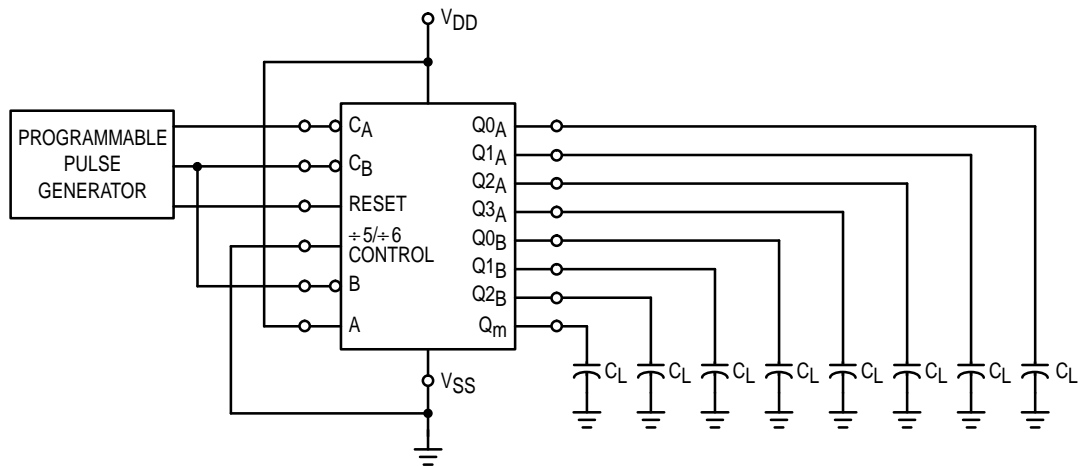 VDD
PROGRAMMABLE
PULSE
GENERATOR
CA
CB
RESET
÷5/÷6
CONTROL
B
A
Q0A
Q1A
Q2A
Q3A
Q0B
Q1B
Q2B
Qm
VSS
CL CL CL CL CL CL CL CL